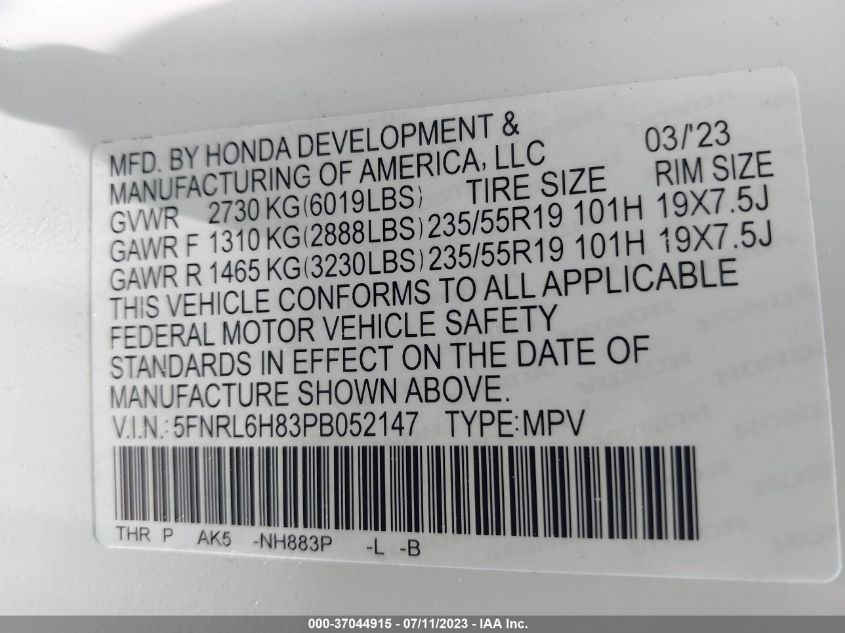 MFD. BY HONDA DEVELOPMENT &
MANUFACTURING OF AMERICA, LLC 03/'23
GVWR 2730 KG(6019LBS) TIRE SIZE RIM SIZE
GAWR F 1310 KG(2888LBS) 235/55R19 101H 19X7.5J
GAWR R 1465 KG(3230LBS) 235/55R19 101H 19X7.5J
THIS VEHICLE CONFORMS TO ALL APPLICABLE
FEDERAL MOTOR VEHICLE SAFETY
STANDARDS IN EFFECT ON THE DATE OF
MANUFACTURE SHOWN ABOVE.
V.I.N.: 5FNRL6H83PB052147 TYPE: MPV
THR P AK5 -NH883P -L -B
000-37044915 - 07/11/2023 - IAA Inc.